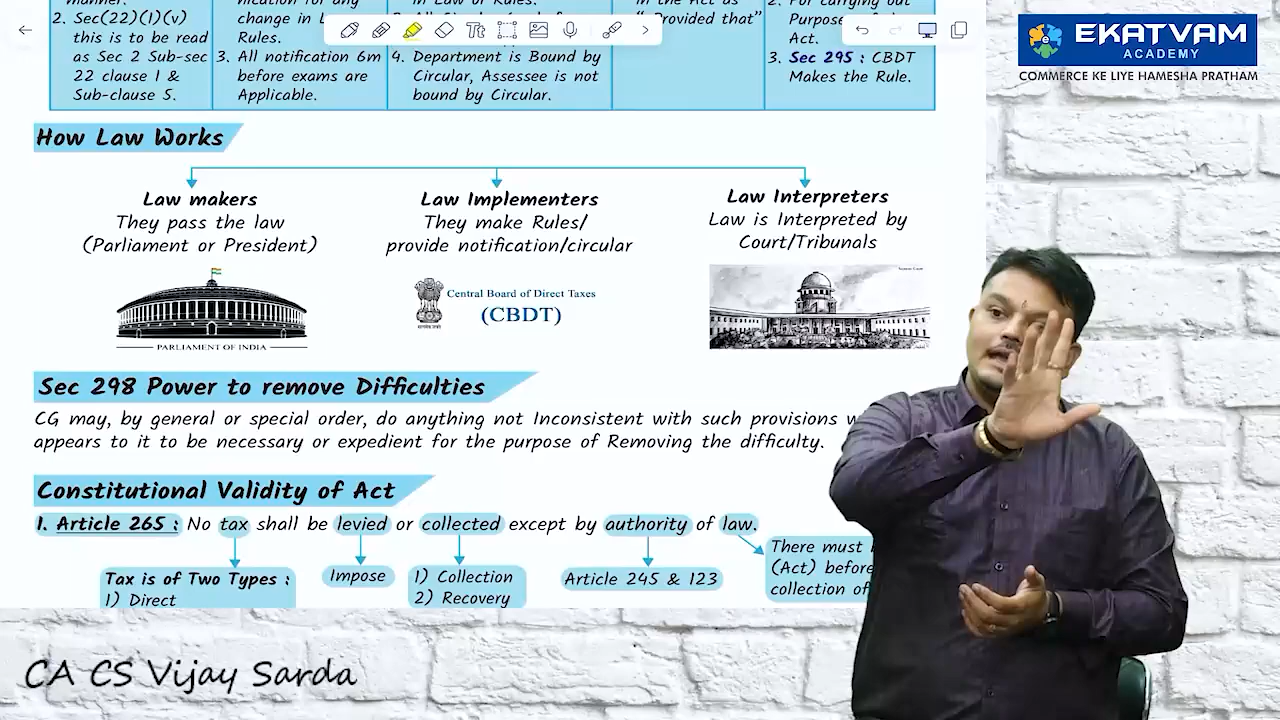 manner.
2. Sec(22)(1)(v)
this is to be read
as Sec 2 Sub-sec
22 clause 1 &
Sub-clause 5.
change in
Rules.
3. All
before exams are
Applicable.
4. Department is Bound by
Circular, Assessee is not
bound by Circular.
in the Act as
“ Provided that”
2. For carrying out
Purpose
Act.
3. Sec 295 : CBDT
Makes the Rule.
EKATVAM
ACADEMY
COMMERCE KE LIYE HAMESHA PRATHAM
How Law Works
Law makers
They pass the law
(Parliament or President)
PARLIAMENT OF INDIA
Law Implementers
They make Rules/
provide notification/circular
Central Board of Direct Taxes
(CBDT)
Law Interpreters
Law is Interpreted by
Court/Tribunals
Sec 298 Power to remove Difficulties
CG may, by general or special order, do anything not Inconsistent with such provisions
appears to it to be necessary or expedient for the purpose of Removing the difficulty.
Constitutional Validity of Act
1. Article 265 : No tax shall be levied or collected except by authority of law.
Tax is of Two Types :
1) Direct
Impose
1) Collection
2) Recovery
Article 245 & 123
There must
(Act) before
collection of
CA CS Vijay Sarda